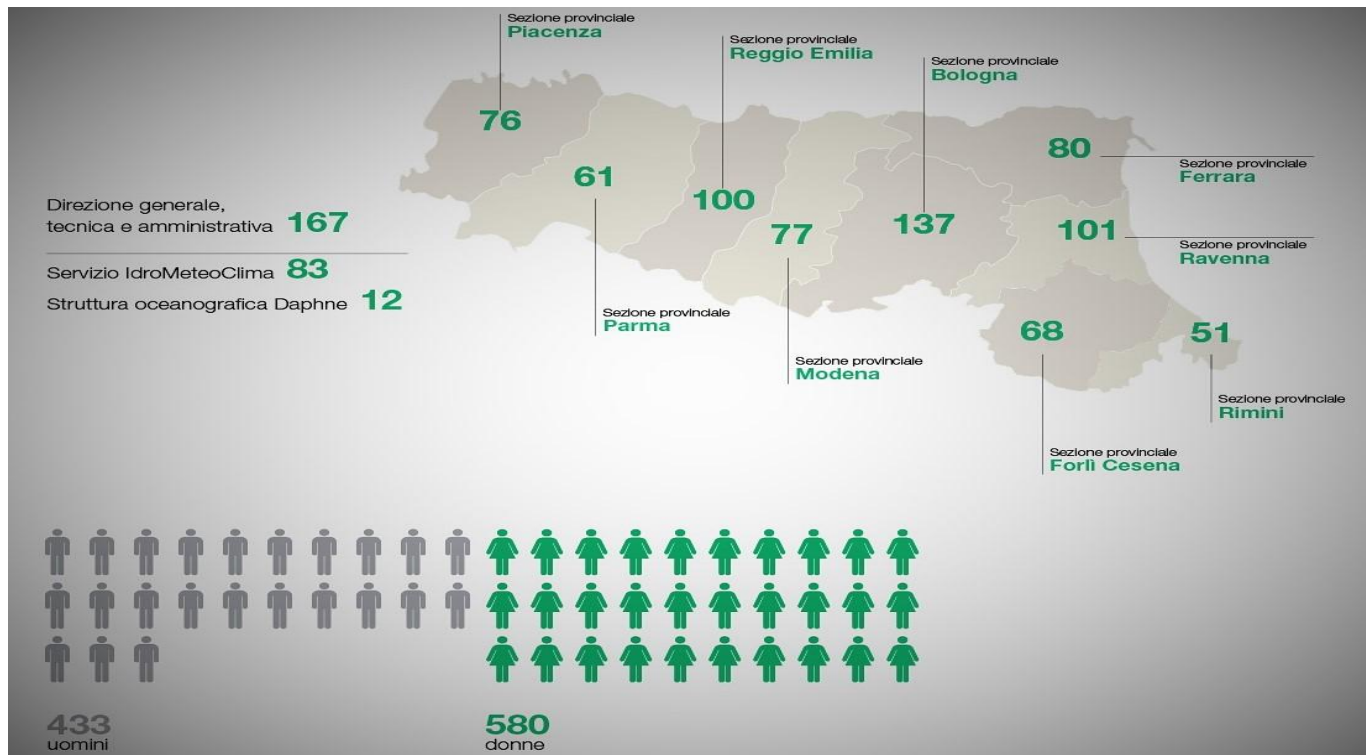 Sezione provinciale
Piacenza
76
Sezione provinciale
Reggio Emilia
100
Sezione provinciale
Bologna
137
80
Sezione provinciale
Ferrara
61
Sezione provinciale
Parma
77
Sezione provinciale
Modena
101
Sezione provinciale
Ravenna
68
Sezione provinciale
Forlì Cesena
51
Sezione provinciale
Rimini
Direzione generale,
tecnica e amministrativa 167
Servizio IdroMeteoClima 83
Struttura oceanografica Daphne 12
433
uomini
580
donne